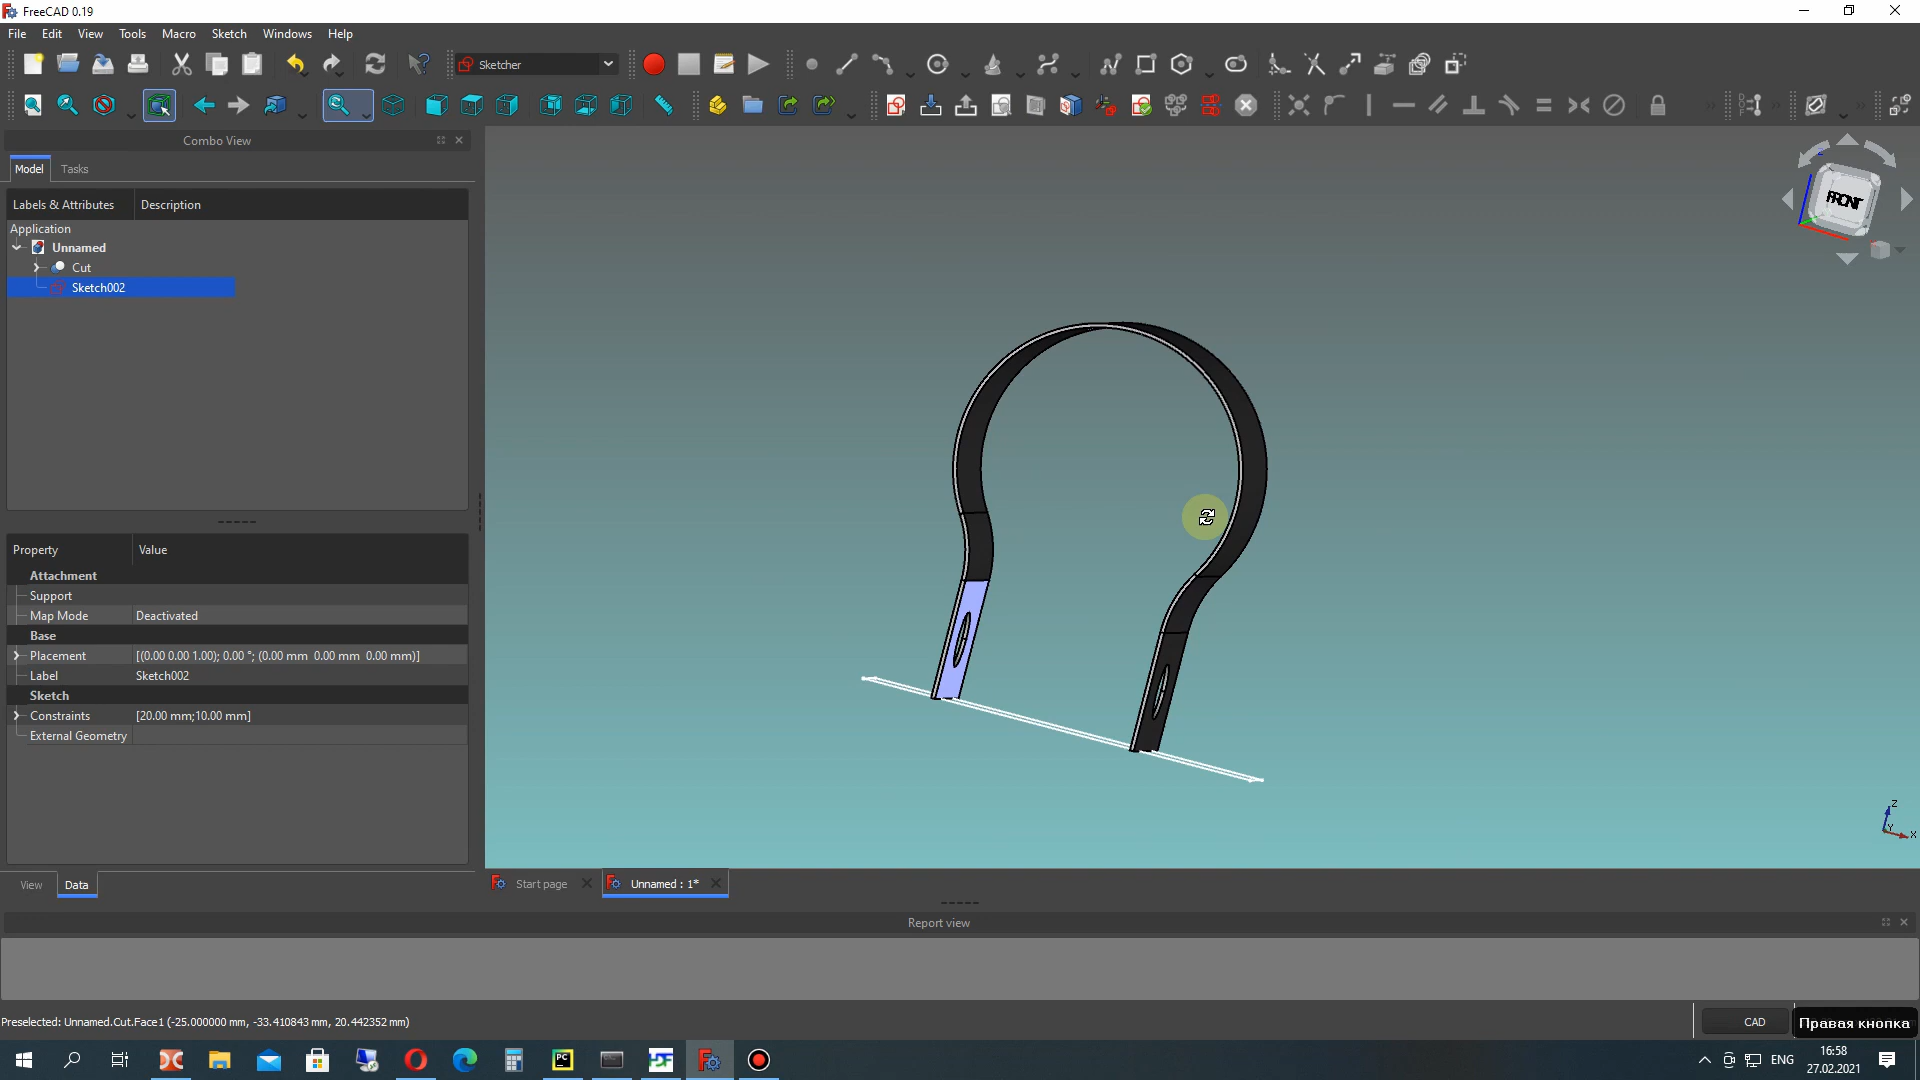 FreeCAD 0.19
File Edit View Tools Macro Sketch Windows Help
Sketcher
Combo View
Model Tasks
Labels & Attributes Description
Application
Unnamed
Cut
Sketch002
FRONT
Property Value
Attachment
Support
Map Mode Deactivated
Base
Placement [(0.00 0.00 1.00); 0.00 °; (0.00 mm 0.00 mm 0.00 mm)]
Label Sketch002
Sketch
Constraints [20.00 mm;10.00 mm]
External Geometry
Z
Y
X
View Data
Start page Unnamed : 1*
Report view
Preselected: Unnamed.Cut.Face1 (-25.000000 mm, -33.410843 mm, 20.442352 mm)
CAD
Правая кнопка
PC
ENG
16:58
27.02.2021